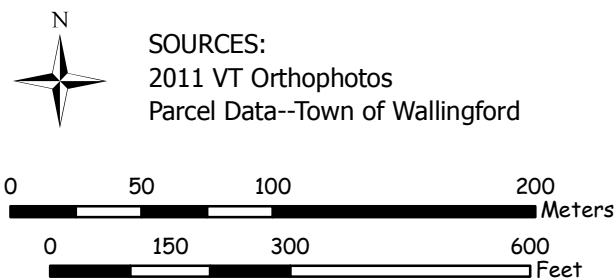 N
SOURCES:
2011 VT Orthophotos
Parcel Data--Town of Wallingford
0 50 100 200
Meters
0 150 300 600
Feet